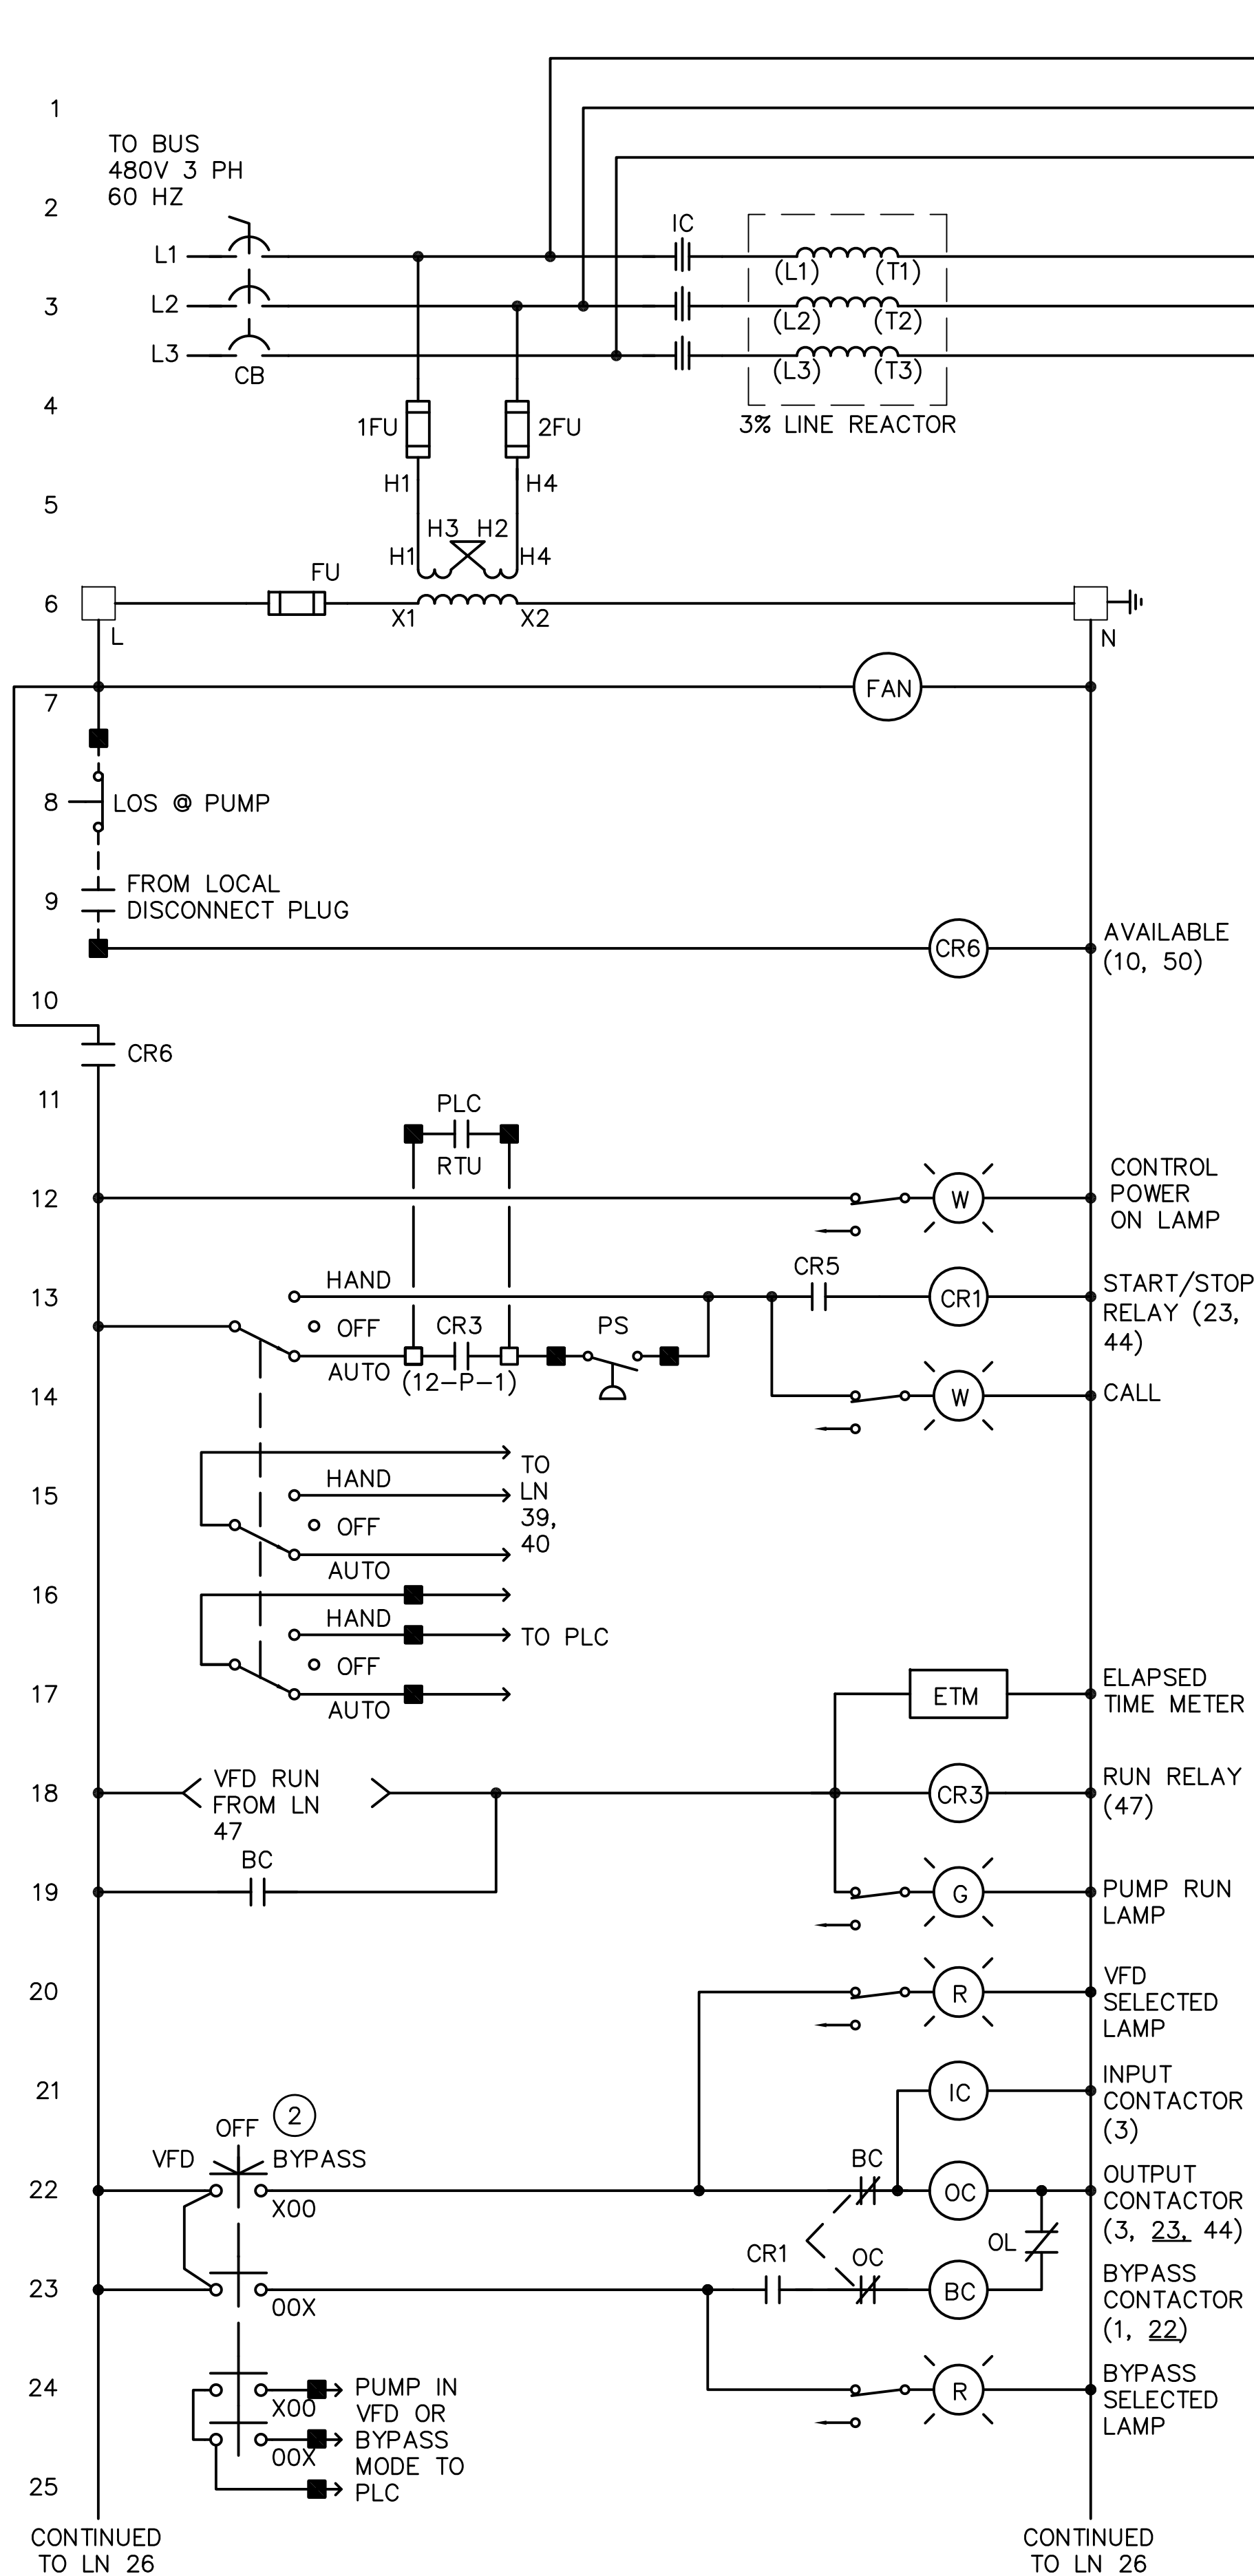 1
TO BUS
480V 3 PH
60 HZ
2
IC
L1
(L1) (T1)
3
L2
(L2) (T2)
L3
(L3) (T3)
CB
4
1FU 2FU
3% LINE REACTOR
H1 H4
5
H3 H2
H1 H4
FU
6
X1 X2
L
N
FAN
7
8
LOS @ PUMP
9
FROM LOCAL
DISCONNECT PLUG
CR6
AVAILABLE
(10, 50)
10
CR6
11
PLC
RTU
12
W
CONTROL
POWER
ON LAMP
13
HAND
OFF
AUTO
CR3
(12-P-1)
PS
CR5
CR1
START/STOP
RELAY (23,
44)
14
W
CALL
15
HAND
OFF
AUTO
TO
LN
39,
40
16
HAND
OFF
AUTO
TO PLC
17
ETM
ELAPSED
TIME METER
18
VFD RUN
FROM LN
47
CR3
RUN RELAY
(47)
BC
19
G
PUMP RUN
LAMP
20
R
VFD
SELECTED
LAMP
21
IC
INPUT
CONTACTOR
(3)
2
OFF
VFD BYPASS
22
X00
BC
OC
OUTPUT
CONTACTOR
(3, 23, 44)
OL
23
00X
CR1
OC
BC
BYPASS
CONTACTOR
(1, 22)
24
X00
00X
PUMP IN
VFD OR
BYPASS
MODE TO
PLC
R
BYPASS
SELECTED
LAMP
25
CONTINUED
TO LN 26
CONTINUED
TO LN 26